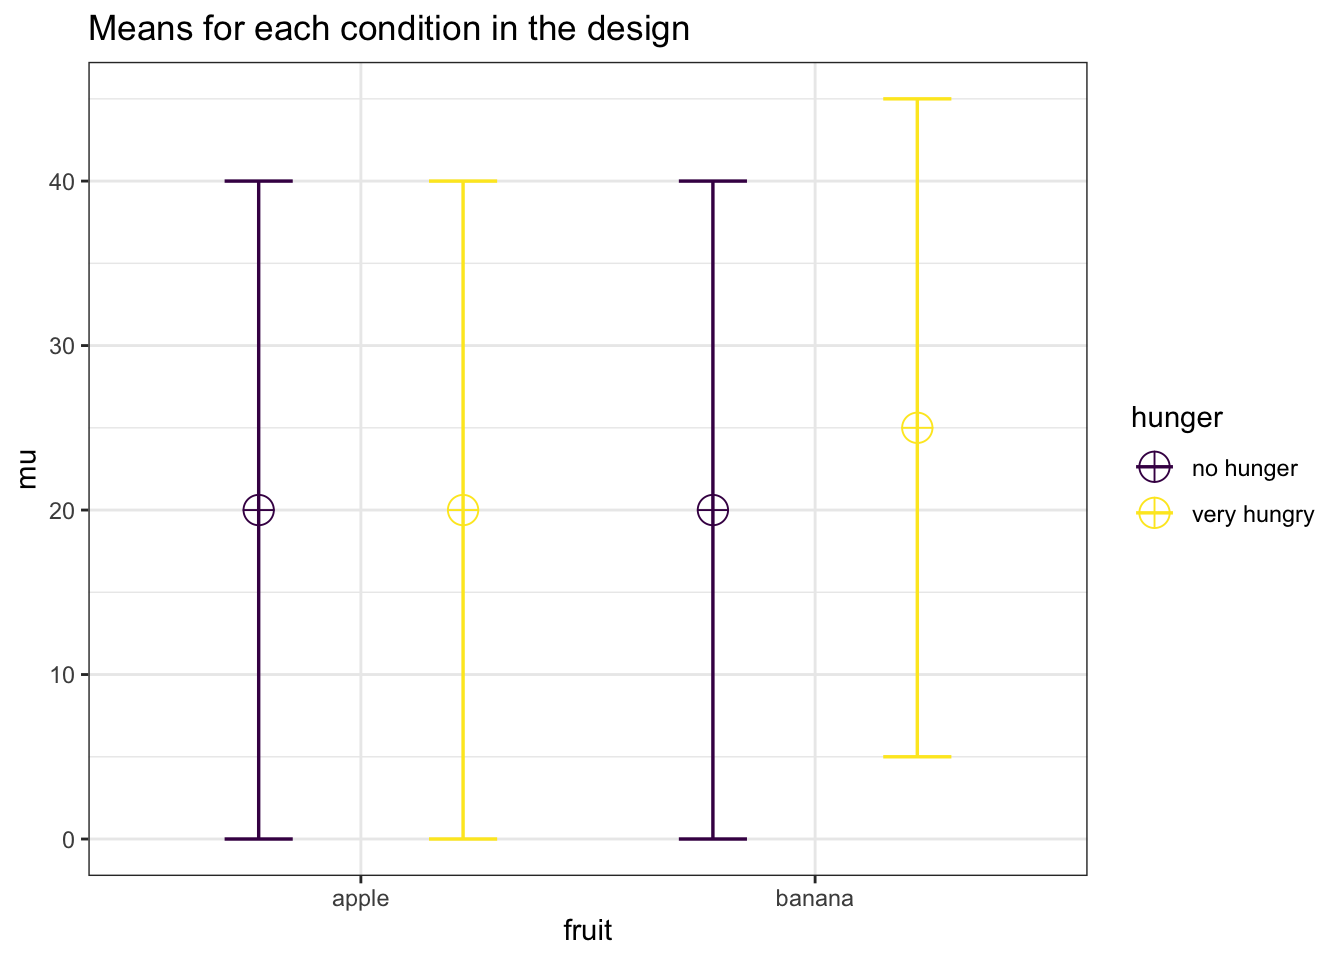 Means for each condition in the design
mu
40
30
20
10
0
apple
banana
fruit
hunger
no hunger
very hungry